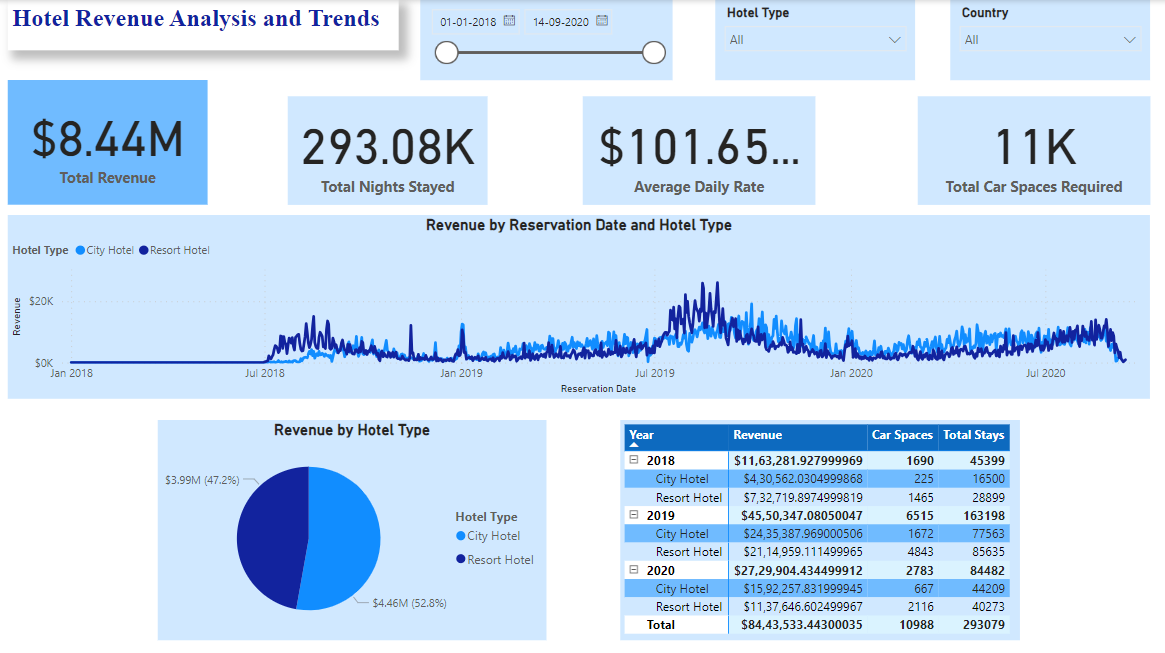 Hotel Revenue Analysis and Trends
01-01-2018
14-09-2020
Hotel Type
All
Country
All
$8.44M
Total Revenue
293.08K
Total Nights Stayed
$101.65...
Average Daily Rate
11K
Total Car Spaces Required
Revenue by Reservation Date and Hotel Type
Hotel Type City Hotel Resort Hotel
Revenue
$20K
$0K
Jan 2018 Jul 2018 Jan 2019 Jul 2019 Jan 2020 Jul 2020
Reservation Date
Revenue by Hotel Type
$3.99M (47.2%)
$4.46M (52.8%)
Hotel Type
City Hotel
Resort Hotel
Year Revenue Car Spaces Total Stays
2018 $11,63,281.927999969 1690 45399
City Hotel $4,30,562.0304999868 225 16500
Resort Hotel $7,32,719.8974999819 1465 28899
2019 $45,50,347.08050047 6515 163198
City Hotel $24,35,387.969000506 1672 77563
Resort Hotel $21,14,959.111499965 4843 85635
2020 $27,29,904.434499912 2783 84482
City Hotel $15,92,257.831999945 667 44209
Resort Hotel $11,37,646.602499967 2116 40273
Total $84,43,533.44300035 10988 293079